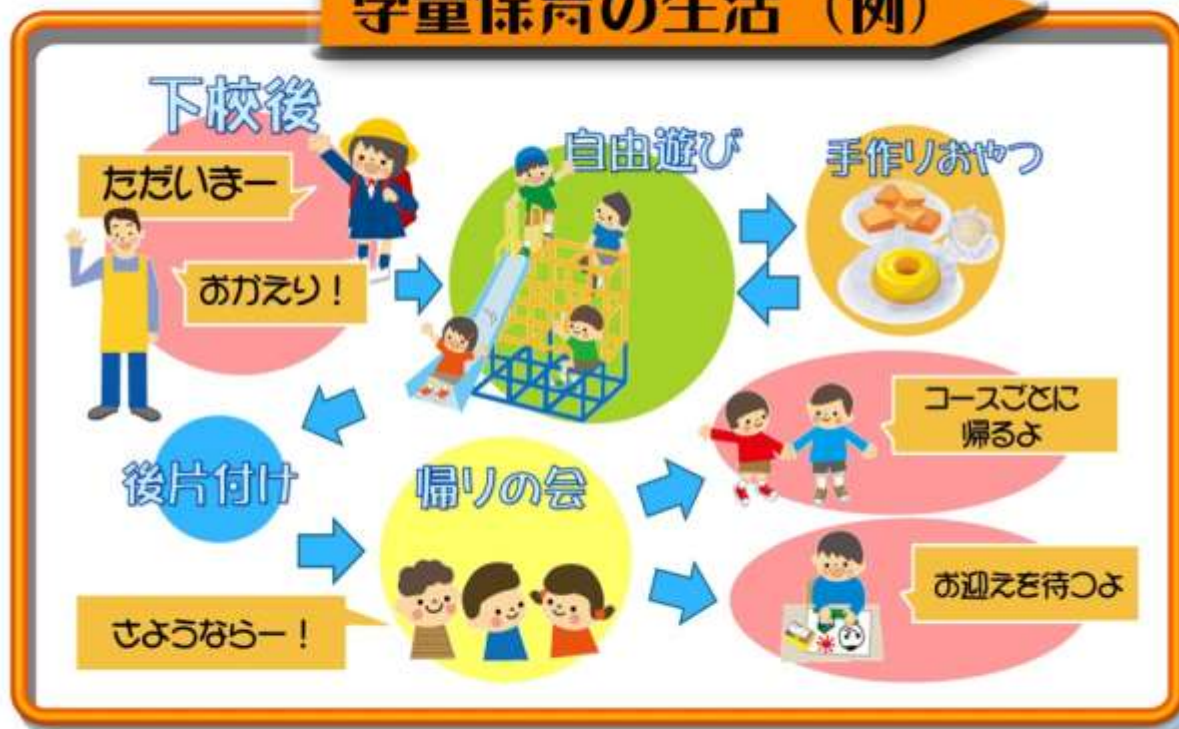 学童保育の生活（例）
下校後
ただいまー
おかえり！
自由遊び
手作りおやつ
後片付け
帰りの会
さようならー！
コースごとに
帰るよ
お迎えを待つよ